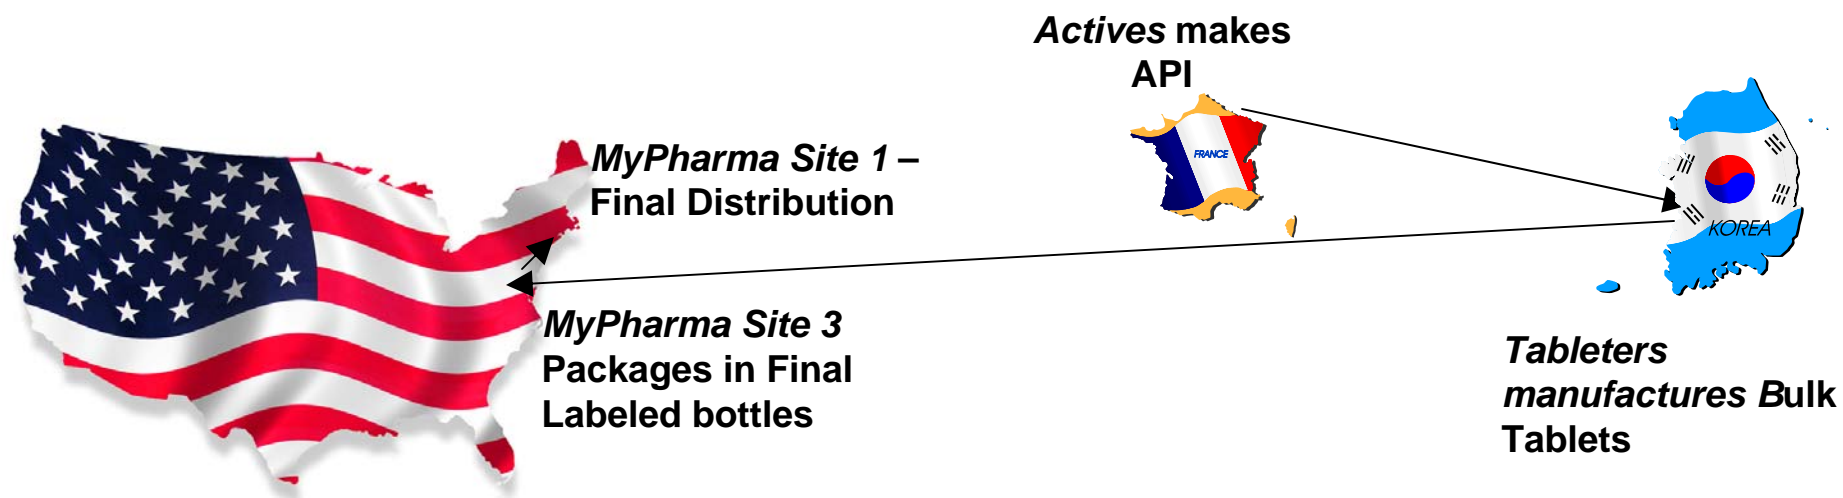 Actives makes
API
FRANCE
MyPharma Site 1 –
Final Distribution
KOREA
MyPharma Site 3
Packages in Final
Labeled bottles
Tableters
manufactures Bulk
Tablets